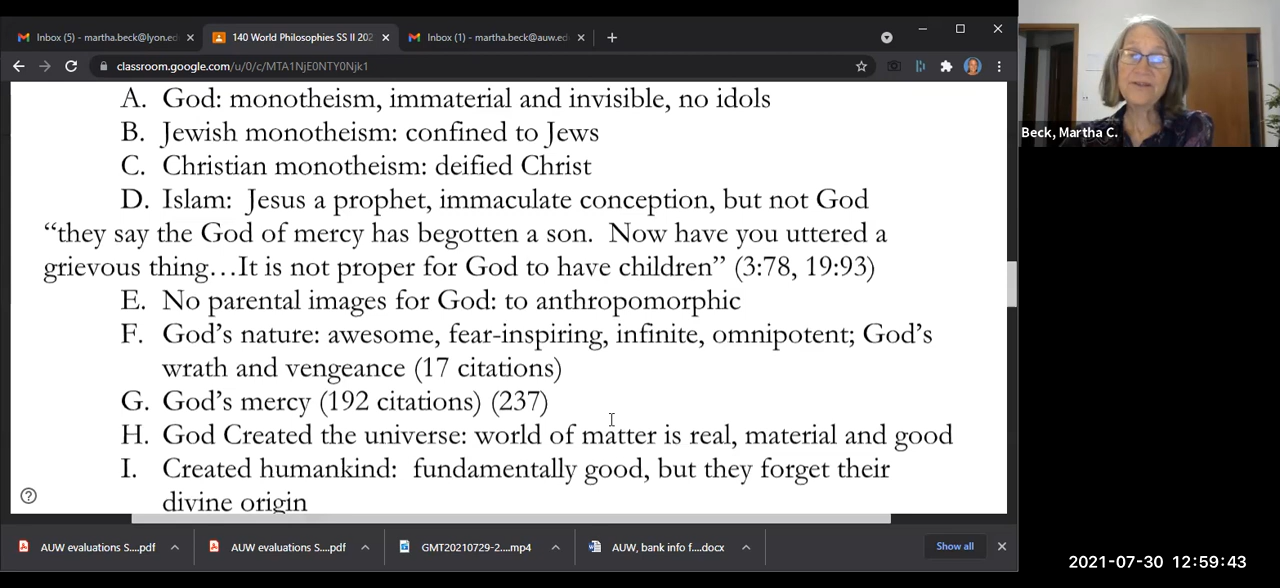 Inbox (5) - martha.beck@lyon.ed
140 World Philosophies SS II 202
Inbox (1) - martha.beck@auw.ed
classroom.google.com/u/0/c/MTA1NjE0NTY0Njk1
A. God: monotheism, immaterial and invisible, no idols
B. Jewish monotheism: confined to Jews
C. Christian monotheism: deified Christ
D. Islam: Jesus a prophet, immaculate conception, but not God
“they say the God of mercy has begotten a son. Now have you uttered a
grievous thing…It is not proper for God to have children” (3:78, 19:93)
E. No parental images for God: to anthropomorphic
F. God’s nature: awesome, fear-inspiring, infinite, omnipotent; God’s
wrath and vengeance (17 citations)
G. God’s mercy (192 citations) (237)
H. God Created the universe: world of matter is real, material and good
I. Created humankind: fundamentally good, but they forget their
divine origin
Beck, Martha C.
AUW evaluations S....pdf
AUW evaluations S....pdf
GMT20210729-2....mp4
AUW, bank info f....docx
Show all
2021-07-30 12:59:43